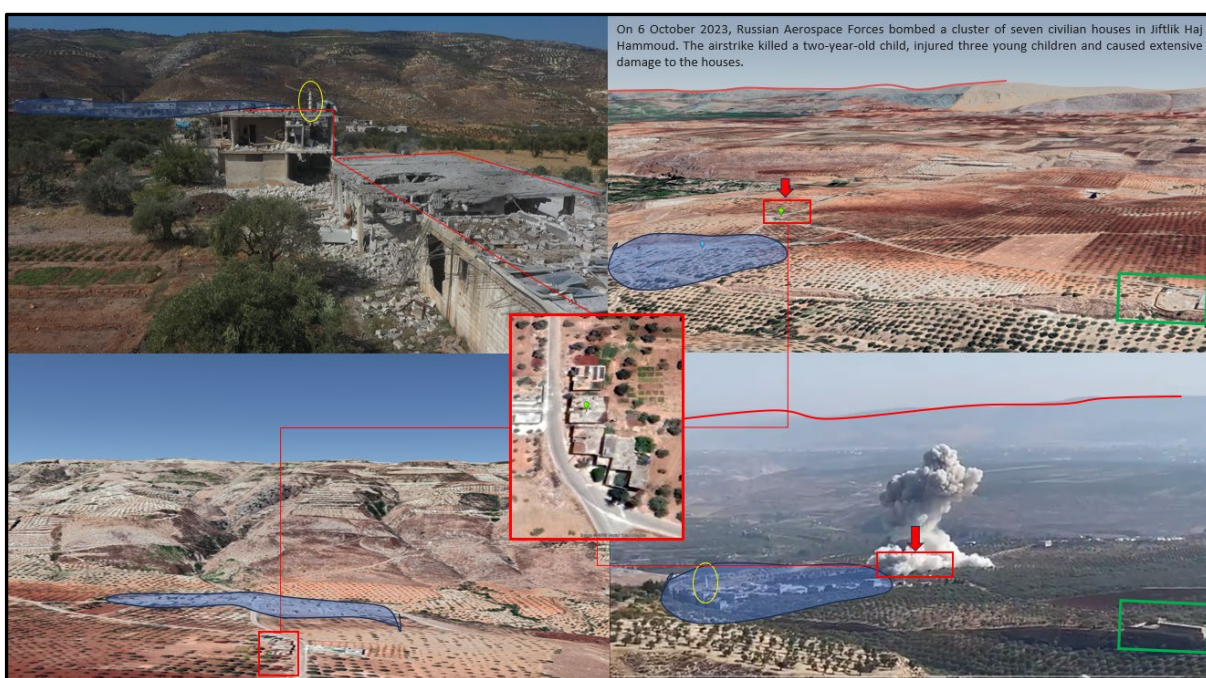 On 6 October 2023, Russian Aerospace Forces bombed a cluster of seven civilian houses in Jiftlik Haj
Hammoud. The airstrike killed a two-year-old child, injured three young children and caused extensive
damage to the houses.